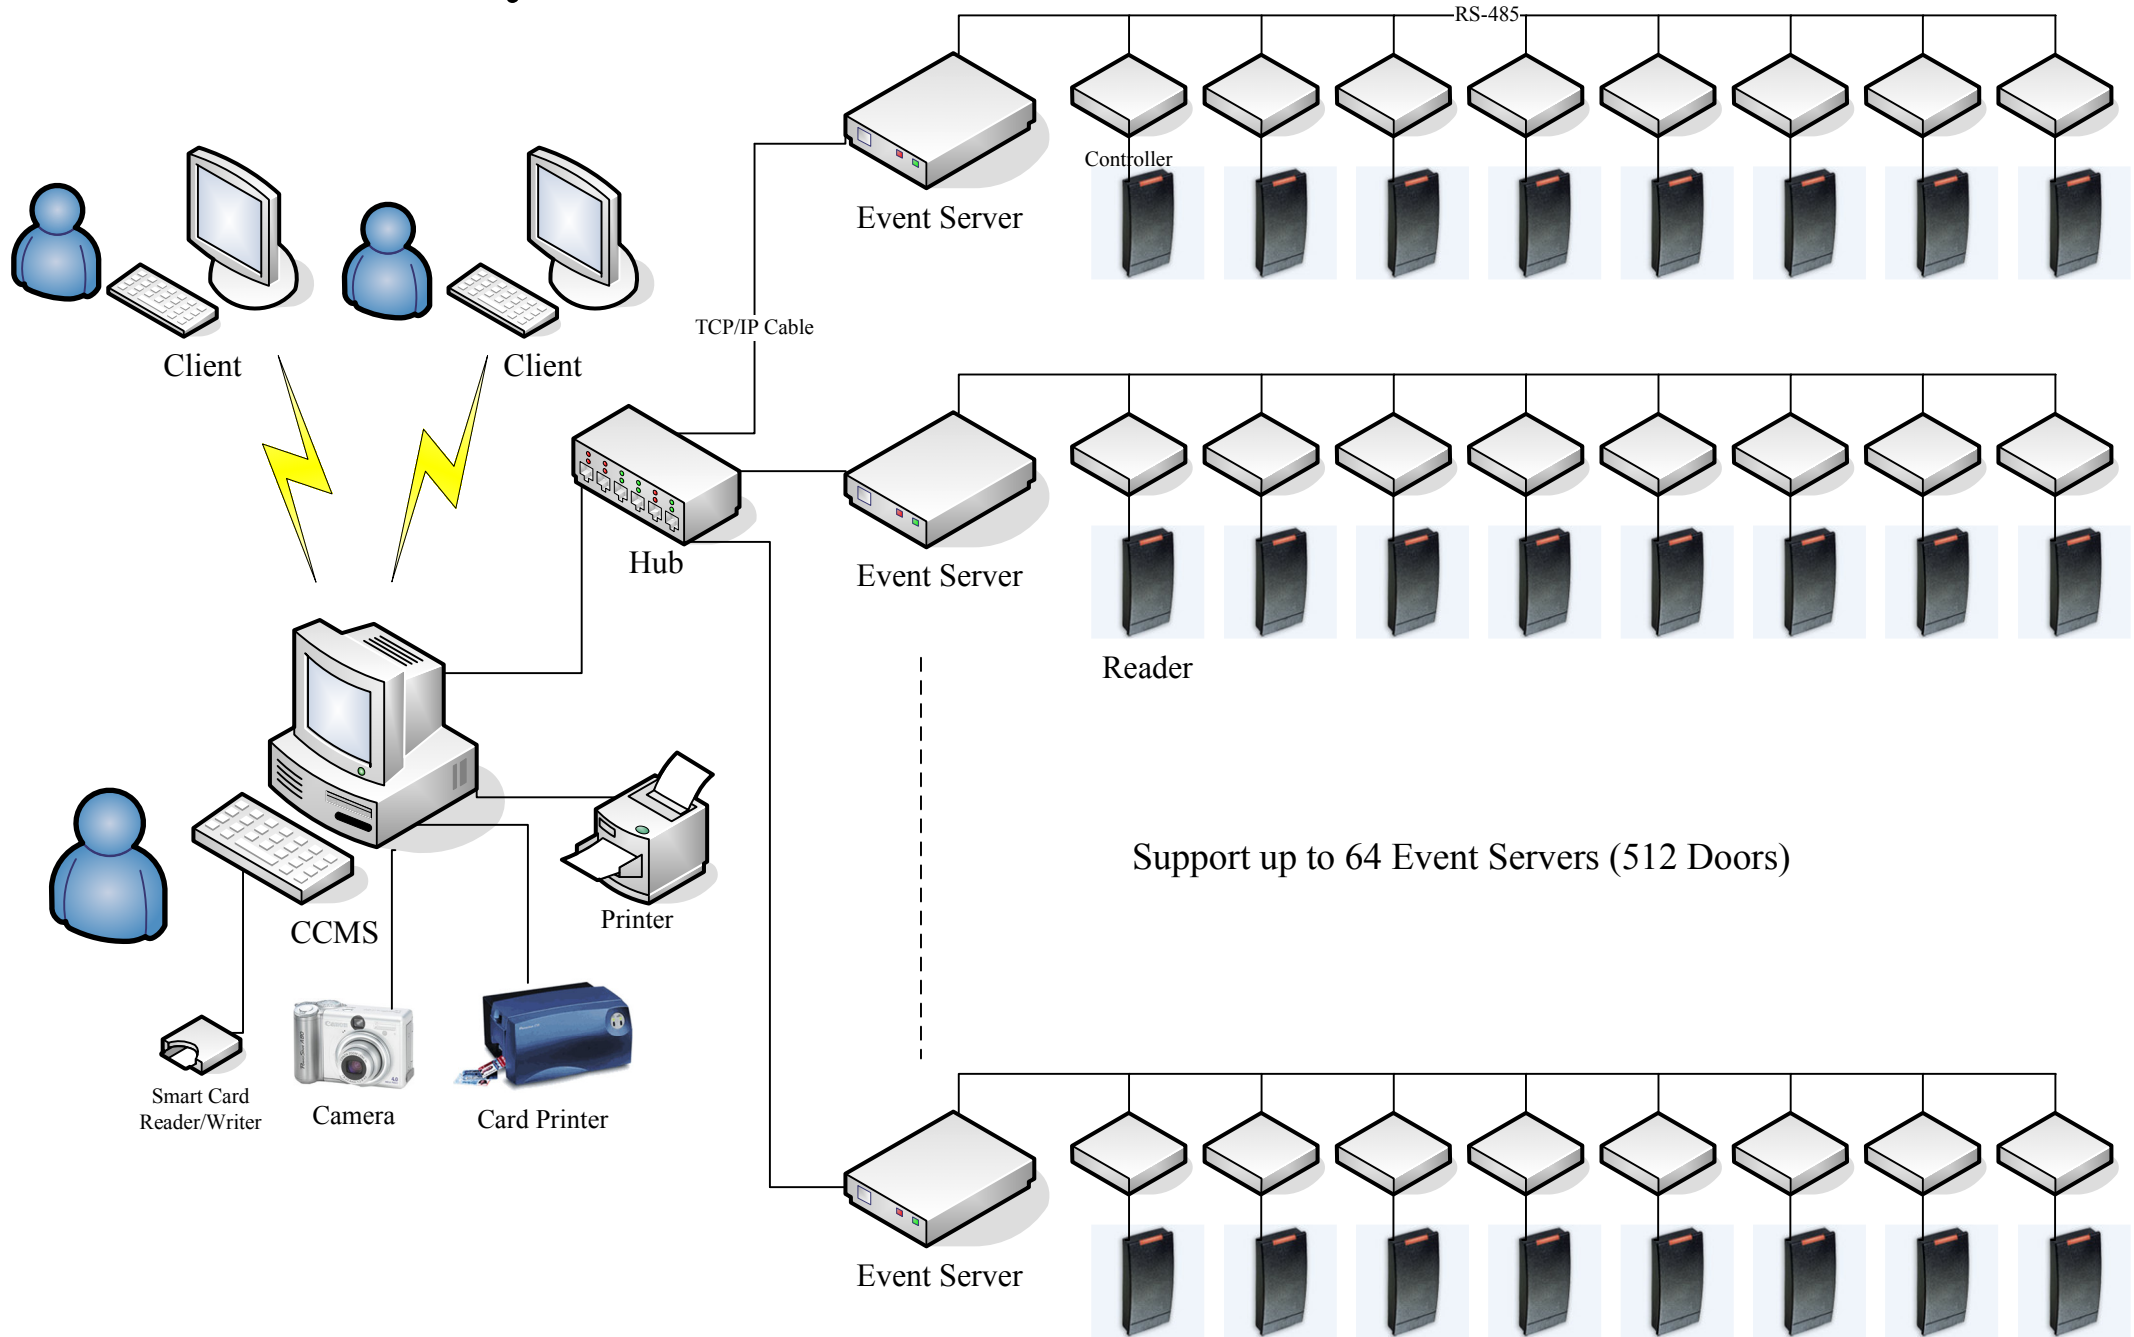 RS-485
Controller
Event Server
TCP/IP Cable
Client
Client
Hub
Event Server
Reader
Support up to 64 Event Servers (512 Doors)
CCMS
Printer
Smart Card
Reader/Writer
Camera
Card Printer
Event Server
Canon